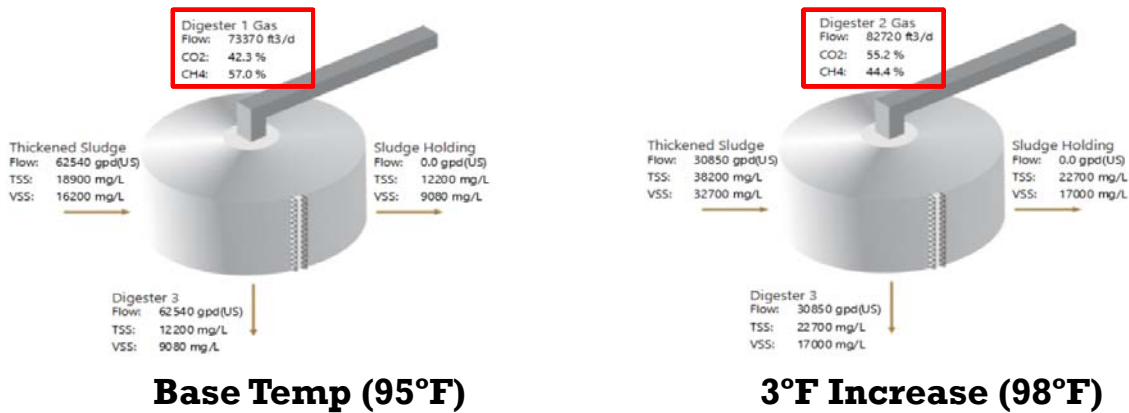 Digester 1 Gas
Flow: 73370 ft3/d
CO2: 42.3 %
CH4: 57.0 %
Thickened Sludge
Flow: 62540 gpd(US)
TSS: 18900 mg/L
VSS: 16200 mg/L
Sludge Holding
Flow: 0.0 gpd(US)
TSS: 12200 mg/L
VSS: 9080 mg/L
Digester 3
Flow: 62540 gpd(US)
TSS: 12200 mg/L
VSS: 9080 mg/L
Base Temp (95°F)
Digester 2 Gas
Flow: 82720 ft3/d
CO2: 55.2 %
CH4: 44.4 %
Thickened Sludge
Flow: 30850 gpd(US)
TSS: 38200 mg/L
VSS: 32700 mg/L
Sludge Holding
Flow: 0.0 gpd(US)
TSS: 22700 mg/L
VSS: 17000 mg/L
Digester 3
Flow: 30850 gpd(US)
TSS: 22700 mg/L
VSS: 17000 mg/L
3°F Increase (98°F)